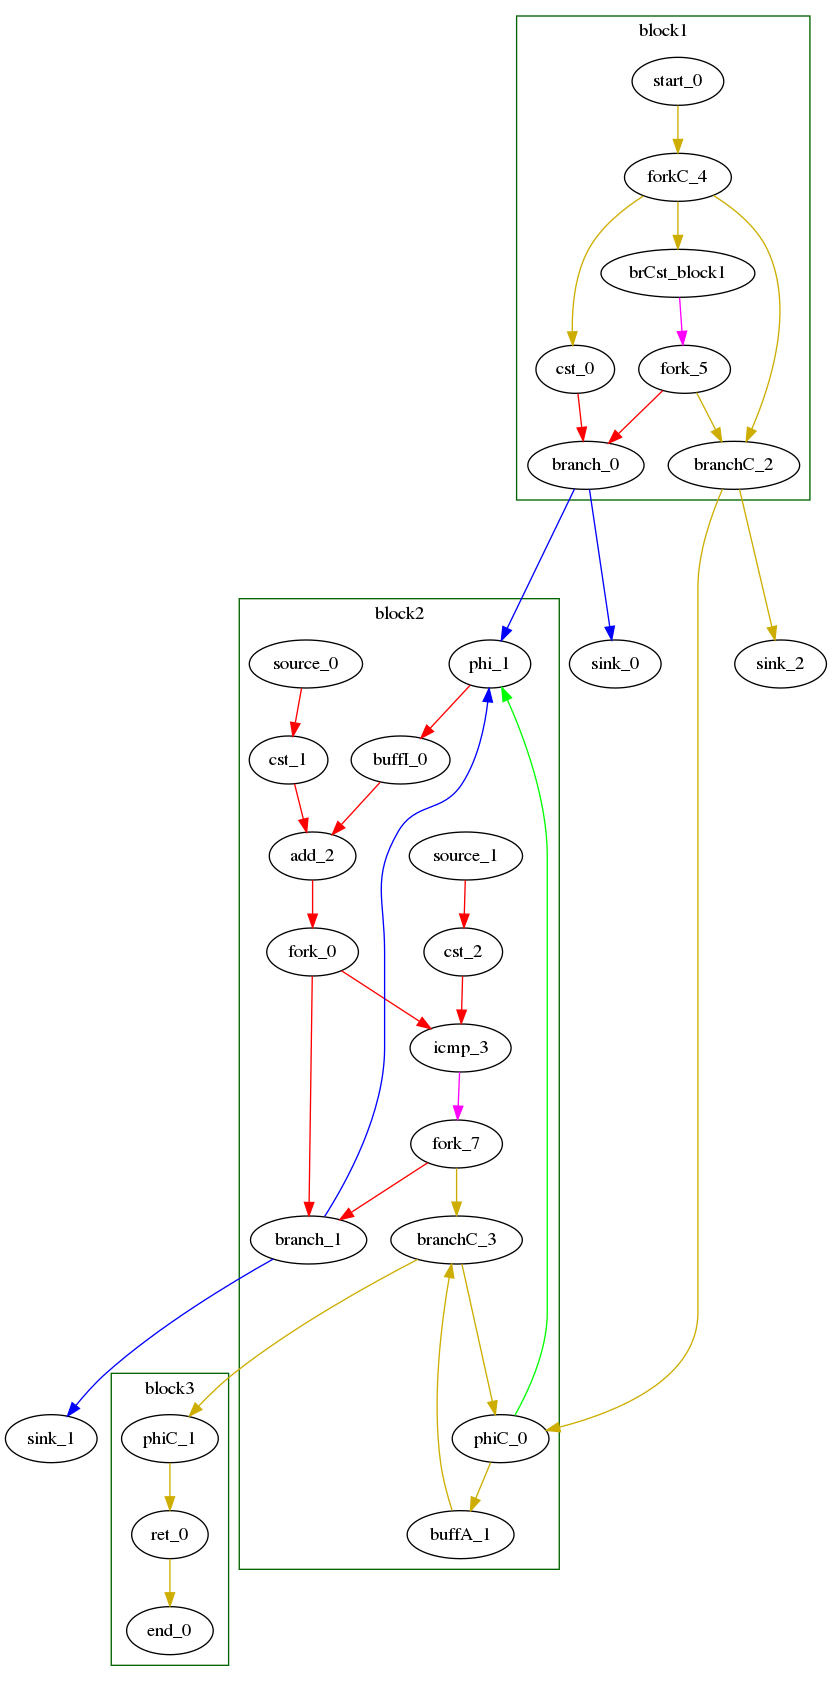 block1
start_0
forkC_4
brCst_block1
cst_0
fork_5
branch_0
branchC_2
block2
source_0
phi_1
sink_0
sink_2
cst_1
buffI_0
add_2
source_1
fork_0
cst_2
icmp_3
fork_7
branch_1
branchC_3
block3
sink_1
phiC_1
phiC_0
ret_0
buffA_1
end_0